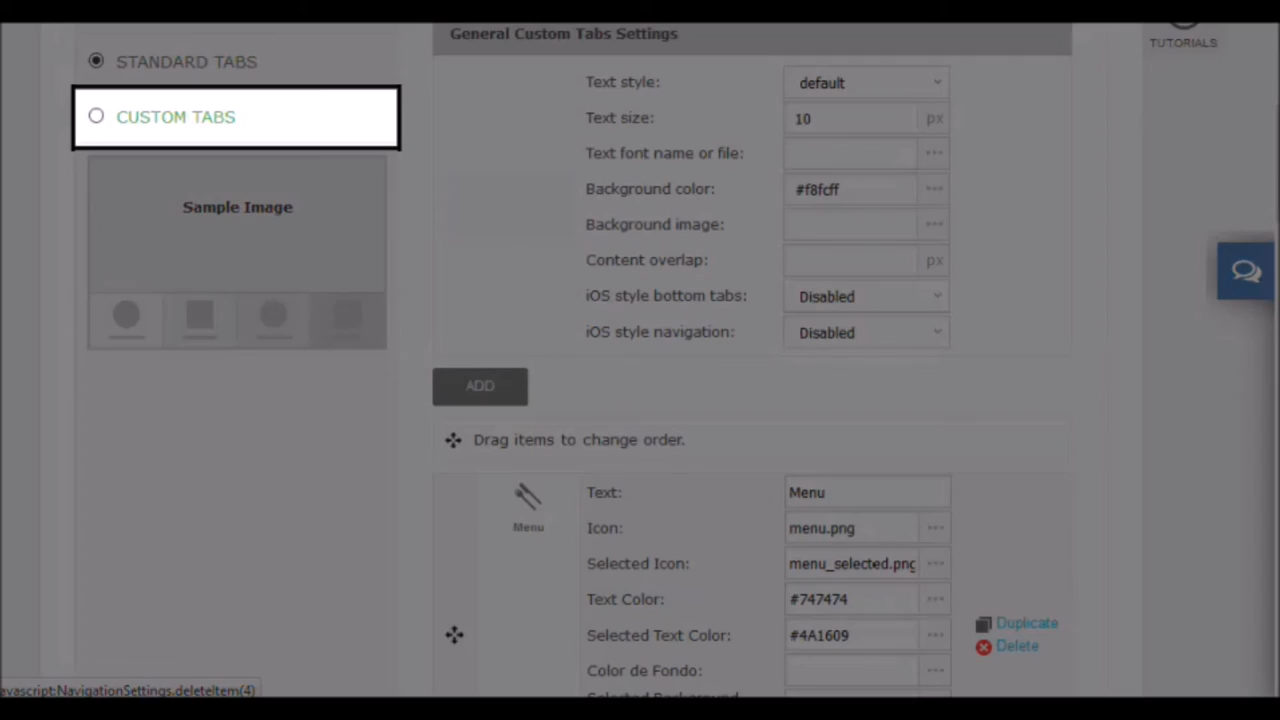 General Custom Tabs Settings
TUTORIALS
STANDARD TABS
CUSTOM TABS
Sample Image
Text style: default
Text size: 10 px
Text font name or file:
Background color: #f8fcff
Background image:
Content overlap: px
iOS style bottom tabs: Disabled
iOS style navigation: Disabled
ADD
Drag items to change order.
Menu
Text: Menu
Icon: menu.png
Selected Icon: menu_selected.png
Text Color: #747474
Selected Text Color: #4A1609
Color de Fondo:
Selected Background
Duplicate
Delete
avascript:NavigationSettings.deleteItem(4)